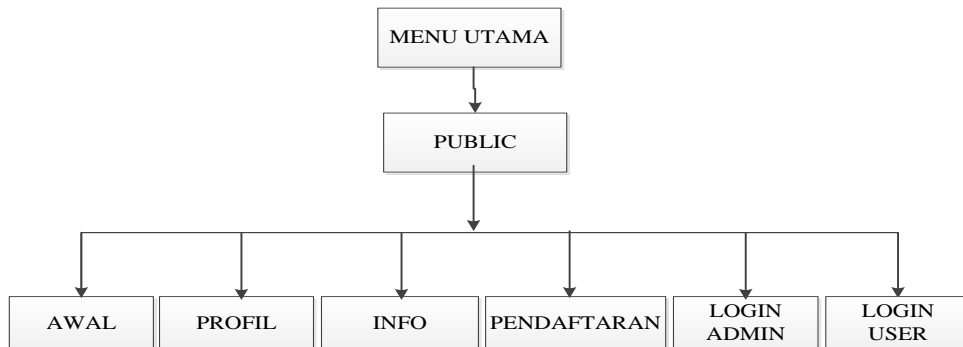 MENU UTAMA
PUBLIC
AWAL
PROFIL
INFO
PENDAFTARAN
LOGIN
ADMIN
LOGIN
USER